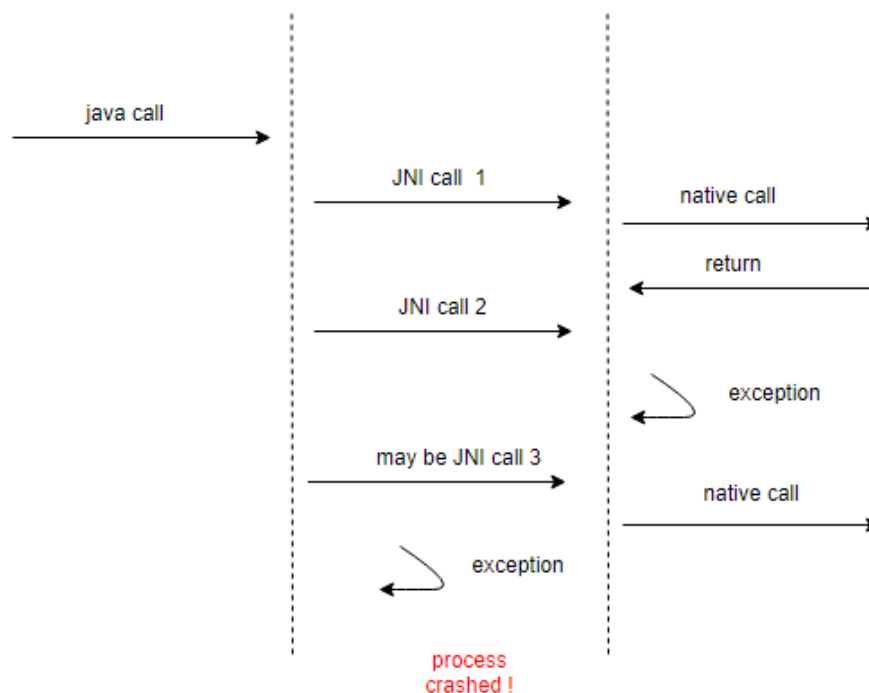 java call
JNI call  1
native call
return
JNI call 2
exception
may be JNI call 3
native call
exception
process
crashed !